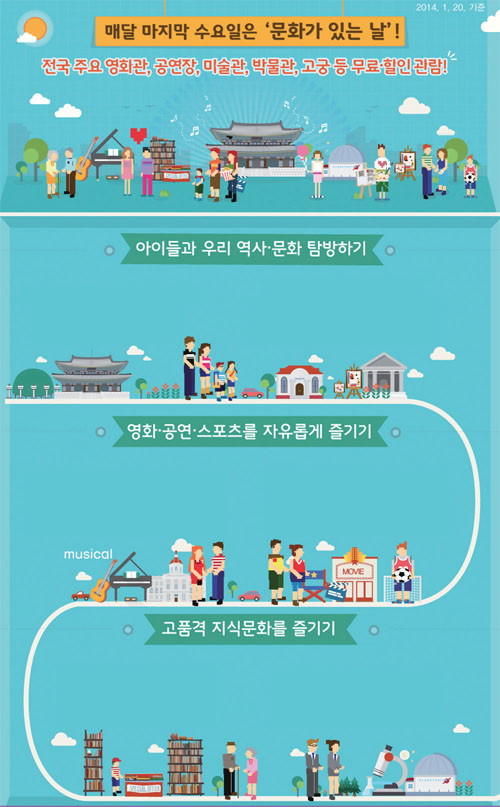 2014. 1, 20, 기준
매달 마지막 수요일은 '문화가 있는 날'!
전국 주요 영화관, 공연장, 미술관, 박물관, 고궁 등 무료·할인 관람!
아이들과 우리 역사·문화 탐방하기
영화·공연·스포츠를 자유롭게 즐기기
musical
MOVIE
고품격 지식문화를 즐기기
SPECIAL OFFER